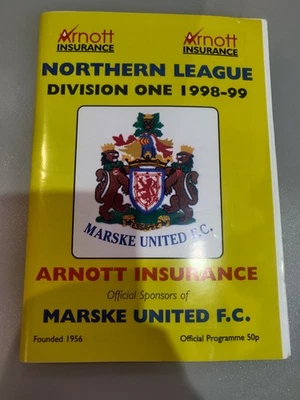 Arnott INSURANCE
Arnott INSURANCE
NORTHERN LEAGUE
DIVISION ONE 1998-99
MARSKE UNITED F.C.
ARNOTT INSURANCE
Official Sponsors of
MARSKE UNITED F.C.
Founded 1956
Official Programme 50p